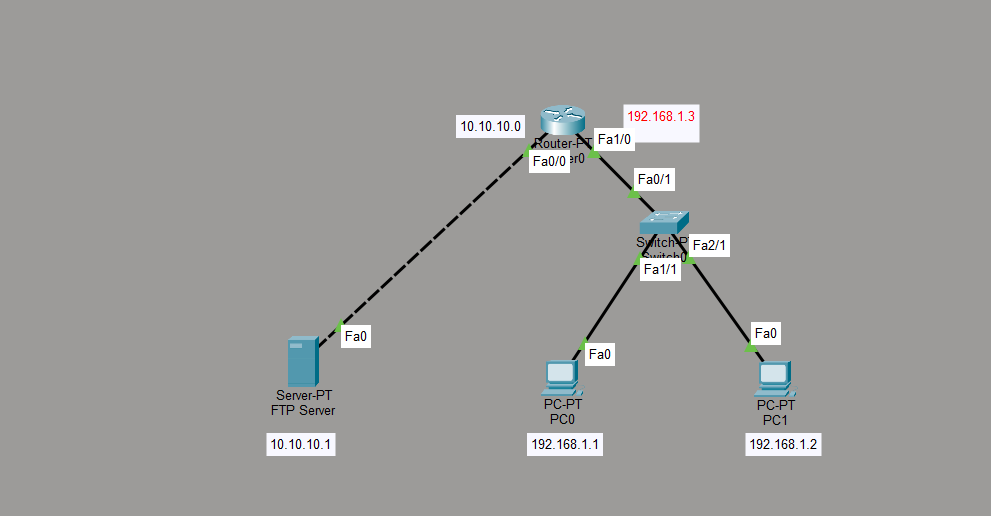 192.168.1.3
10.10.10.0
Fa1/0
Router-PT
Fa0/0
Fa0/1
Fa2/1
Fa1/1
Fa0
Fa0
Fa0
Server-PT
FTP Server
PC-PT
PC0
PC-PT
PC1
10.10.10.1
192.168.1.1
192.168.1.2